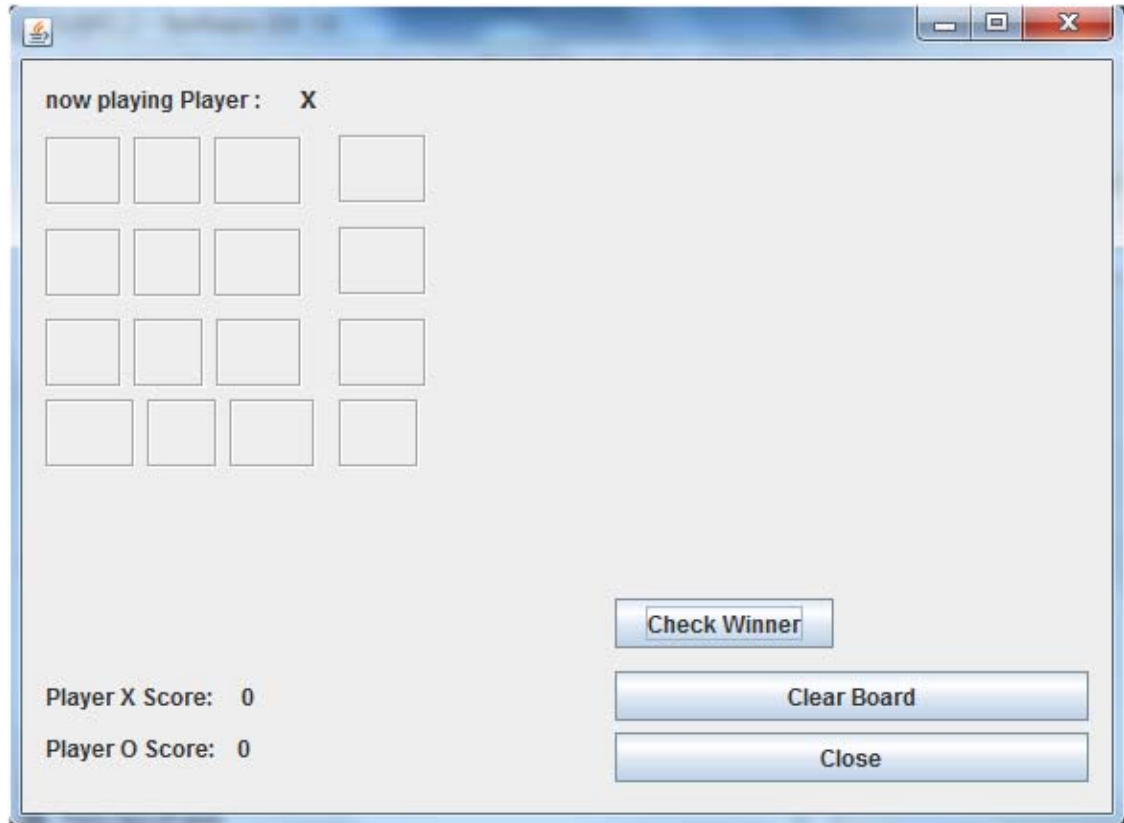 now playing Player : X
Check Winner
Player X Score: 0
Clear Board
Player O Score: 0
Close